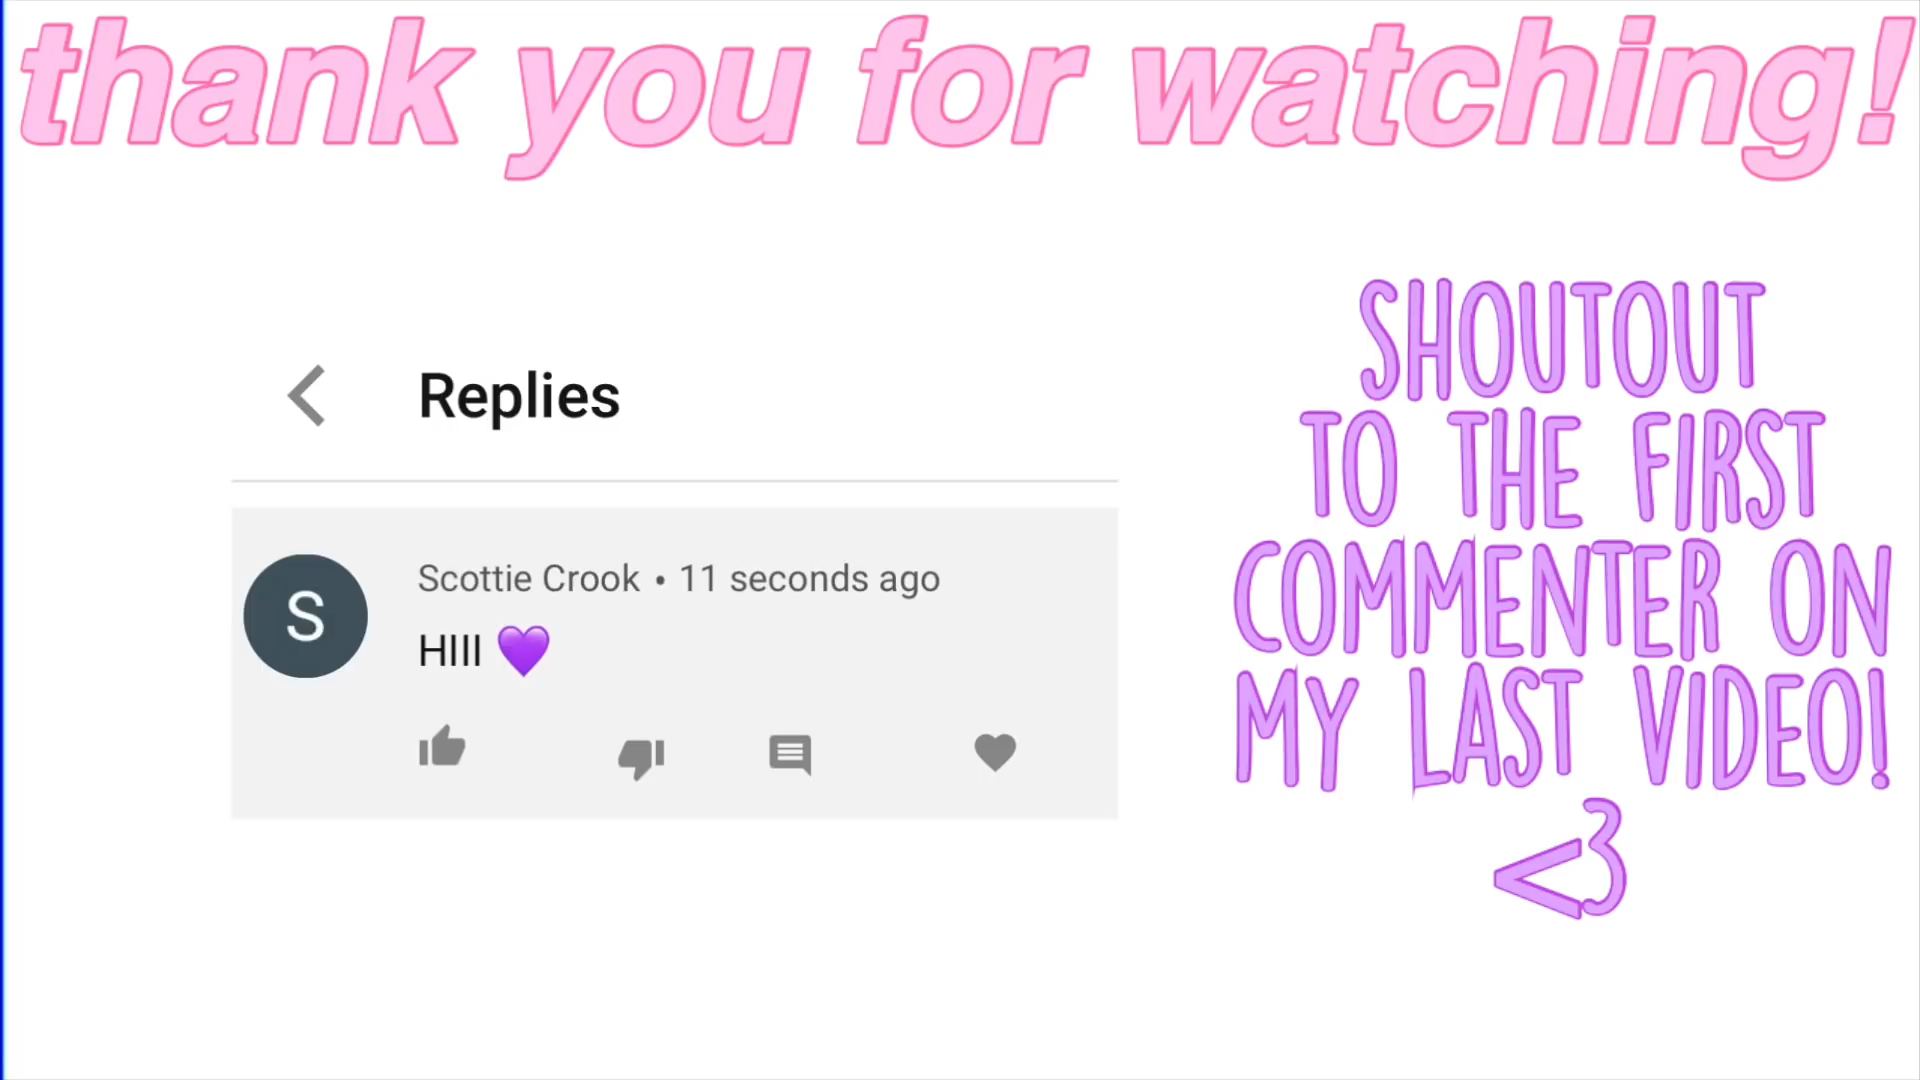 thank you for watching!
Replies
S
Scottie Crook • 11 seconds ago
HIII 💜
SHOUTOUT
TO THE FIRST
COMMENTER ON
MY LAST VIDEO!
<3